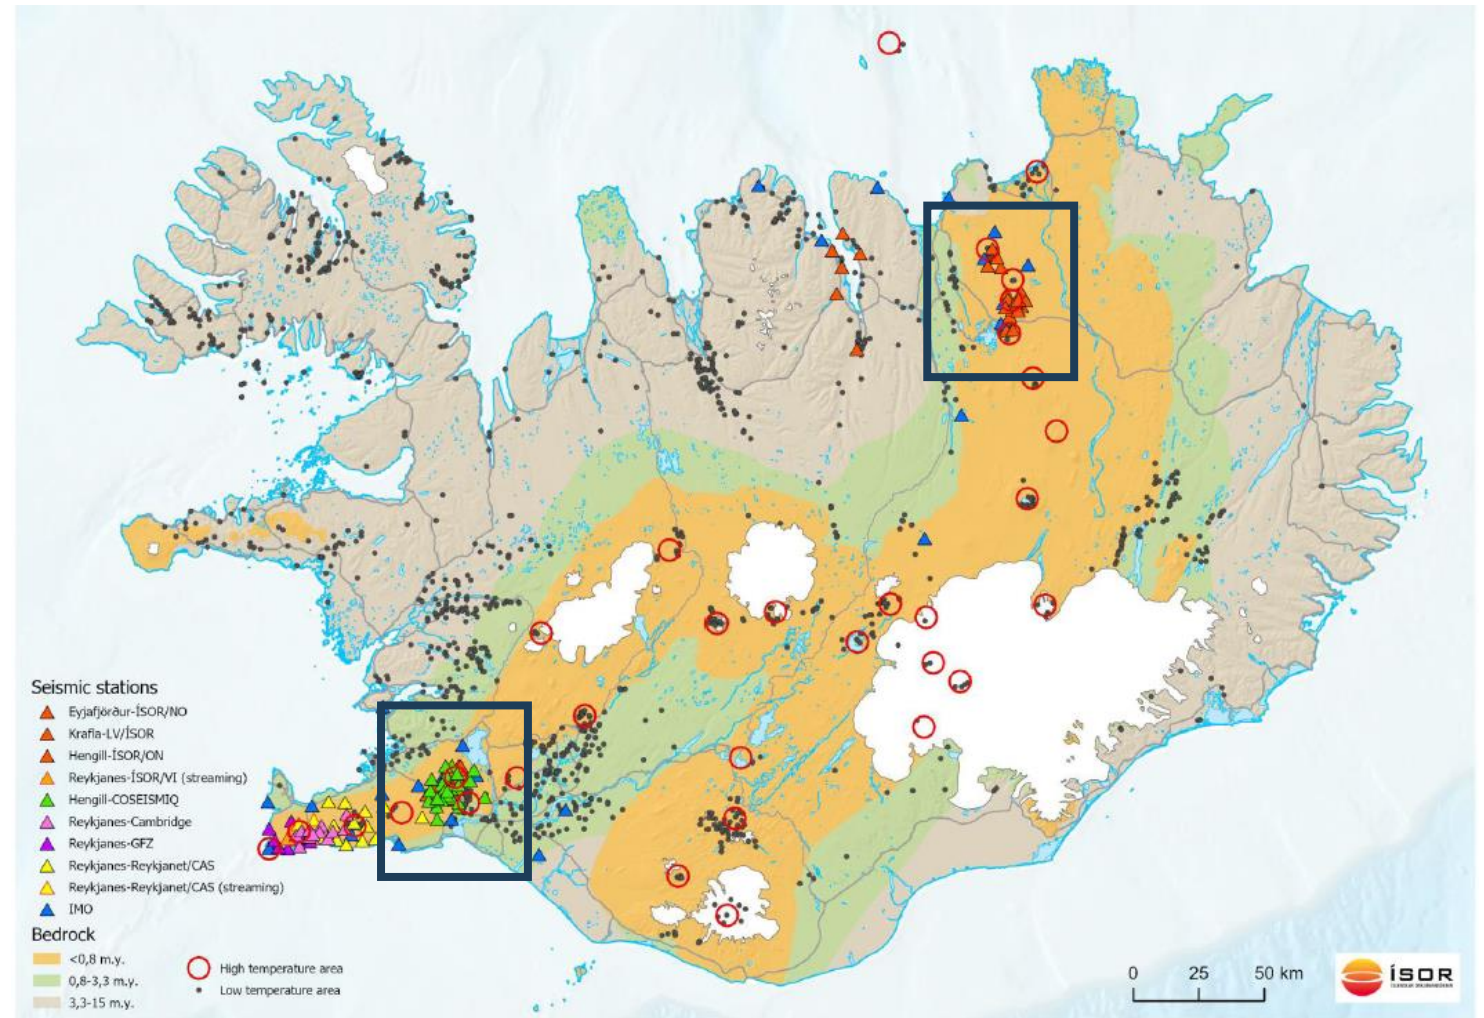 Seismic stations
Eyjafjörður-ÍSOR/NO
Krafla-LV/ÍSOR
Hengill-ÍSOR/ON
Reykjanes-ÍSOR/VI (streaming)
Hengill-COSEISMIQ
Reykjanes-Cambridge
Reykjanes-GFZ
Reykjanes-Reykjanet/CAS
Reykjanes-Reykjanet/CAS (streaming)
IMO
Bedrock
<0,8 m.y.
0,8-3,3 m.y.
3,3-15 m.y.
High temperature area
Low temperature area
0 25 50 km
ÍSOR